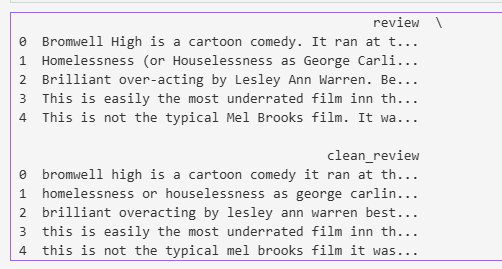 review \
0 Bromwell High is a cartoon comedy. It ran at t...
1 Homelessness (or Houselessness as George Carli...
2 Brilliant over-acting by Lesley Ann Warren. Be...
3 This is easily the most underrated film inn th...
4 This is not the typical Mel Brooks film. It wa...
clean_review
0 bromwell high is a cartoon comedy it ran at th...
1 homelessness or houselessness as george carlin...
2 brilliant overacting by lesley ann warren best...
3 this is easily the most underrated film inn th...
4 this is not the typical mel brooks film it was...